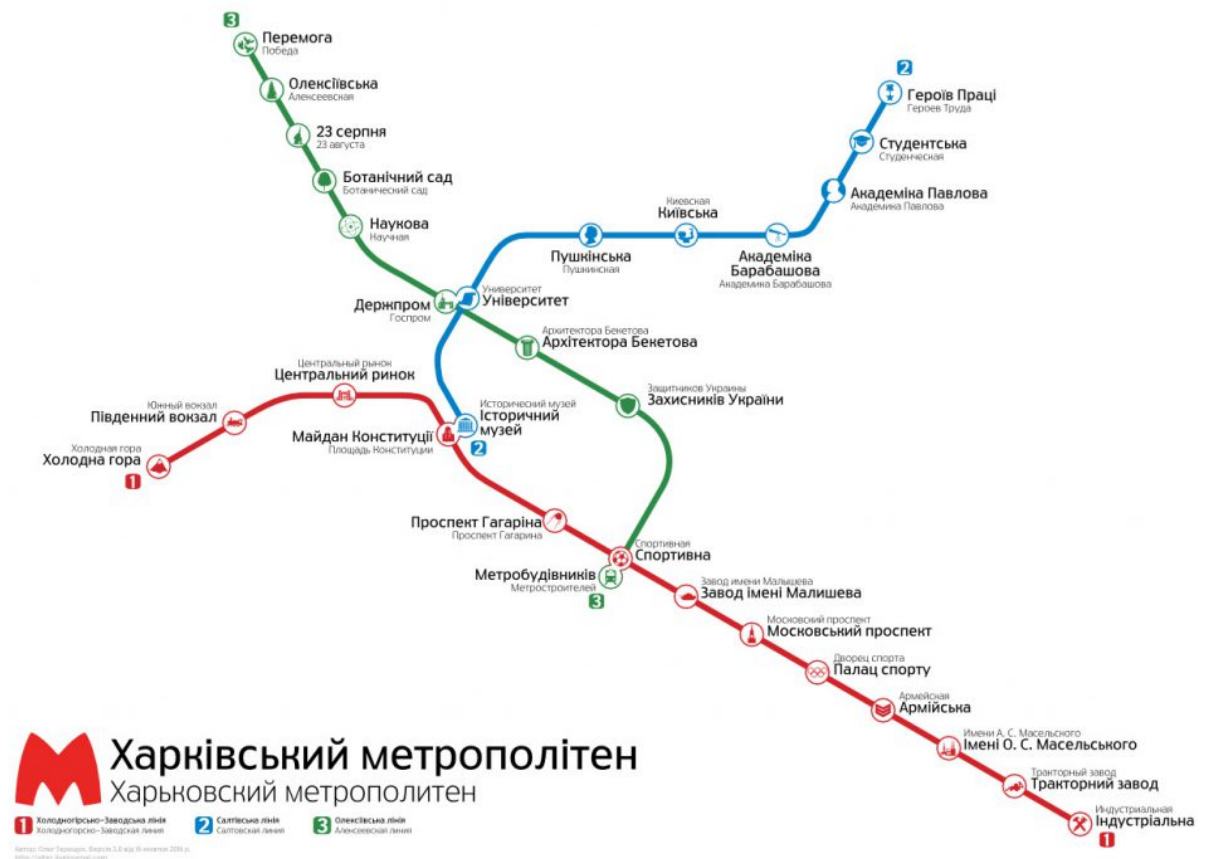 3
Перемога
Победа
Олексіївська
Алексеевская
23 серпня
23 августа
Ботанічний сад
Ботанический сад
Наукова
Научная
Держпром
Госпром
2
Героїв Праці
Героев Труда
Студентська
Студенческая
Академіка Павлова
Академика Павлова
Академіка
Барабашова
Академика Барабашова
Киевская
Київська
Пушкінська
Пушкинская
Университет
Університет
Архитектора Бекетова
Архітектора Бекетова
Защитников Украины
Захисників України
Исторический музей
Історичний
музей
2
Центральный рынок
Центральний ринок
Южный вокзал
Південний вокзал
Холодная гора
Холодна гора
1
Майдан Конституції
Площадь Конституции
Проспект Гагаріна
Проспект Гагарина
Спортивная
Спортивна
Метробудівників
Метростроителей
3
Завод имени Малышева
Завод імені Малишева
Московский проспект
Московський проспект
Дворец спорта
Палац спорту
Армейская
Армійська
Имени А. С. Масельского
Імені О. С. Масельського
Тракторный завод
Тракторний завод
Индустриальная
Індустріальна
1
Харківський метрополітен
Харьковский метрополитен
1 Холодногірсько-Заводська лінія
Холодногорско-Заводская линия
2 Салтівська лінія
Салтовская линия
3 Олексіївська лінія
Алексеевская линия